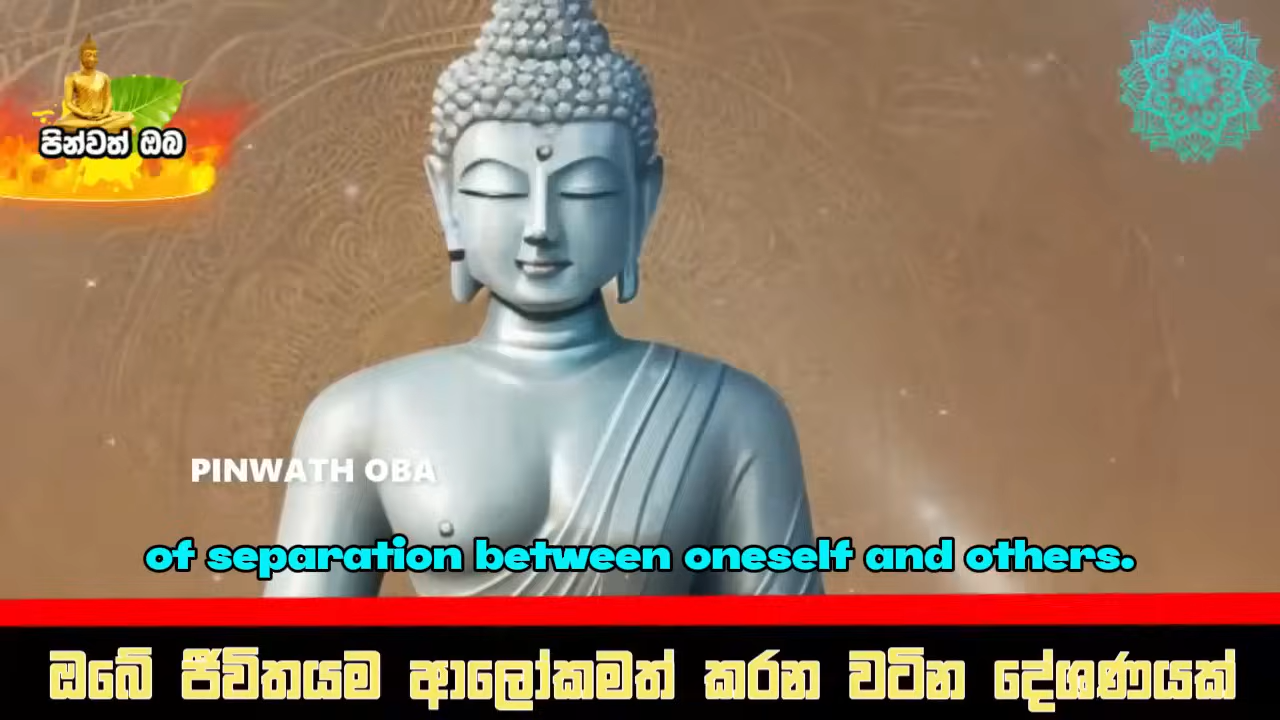 පින්වත් ඔබ
PINWATH OBA
of separation between oneself and others.
ඔබේ ජීවිතයම ආලෝකමත් කරන වටින දේශණයක්